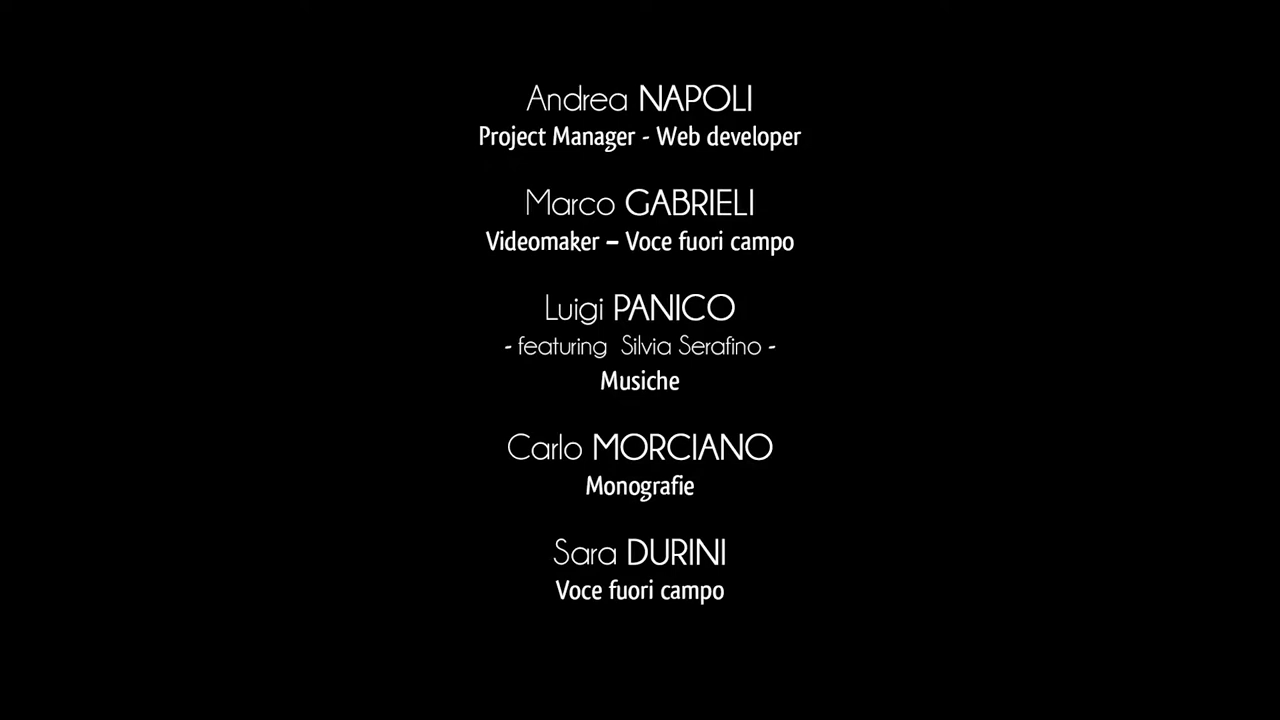 Andrea NAPOLI
Project Manager - Web developer
Marco GABRIELI
Videomaker – Voce fuori campo
Luigi PANICO
- featuring Silvia Serafino -
Musiche
Carlo MORCIANO
Monografie
Sara DURINI
Voce fuori campo